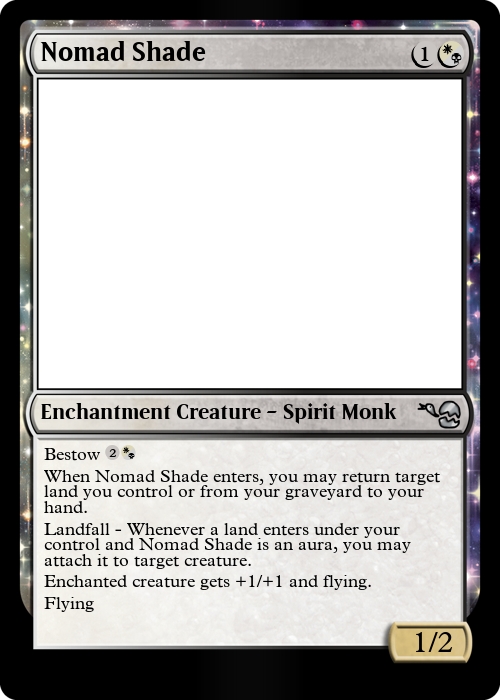 Nomad Shade 1
Enchantment Creature – Spirit Monk
Bestow 2
When Nomad Shade enters, you may return target
land you control or from your graveyard to your
hand.
Landfall - Whenever a land enters under your
control and Nomad Shade is an aura, you may
attach it to target creature.
Enchanted creature gets +1/+1 and flying.
Flying
1/2